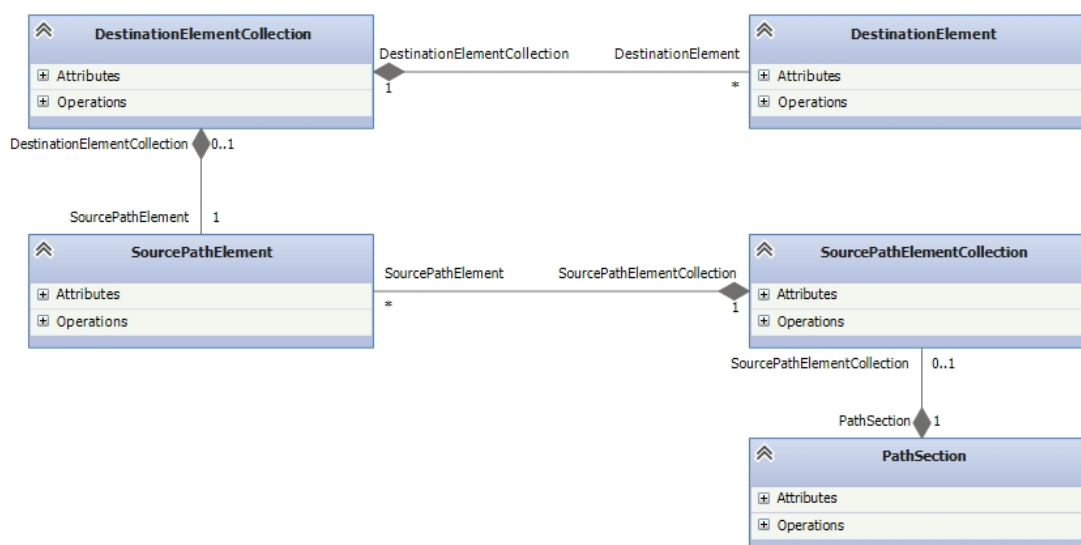 DestinationElementCollection
Attributes
Operations
DestinationElementCollection DestinationElement
1 *
DestinationElement
Attributes
Operations
DestinationElementCollection 0..1
SourcePathElement 1
SourcePathElement
Attributes
Operations
SourcePathElement SourcePathElementCollection
* 1
SourcePathElementCollection
Attributes
Operations
SourcePathElementCollection 0..1
PathSection 1
PathSection
Attributes
Operations